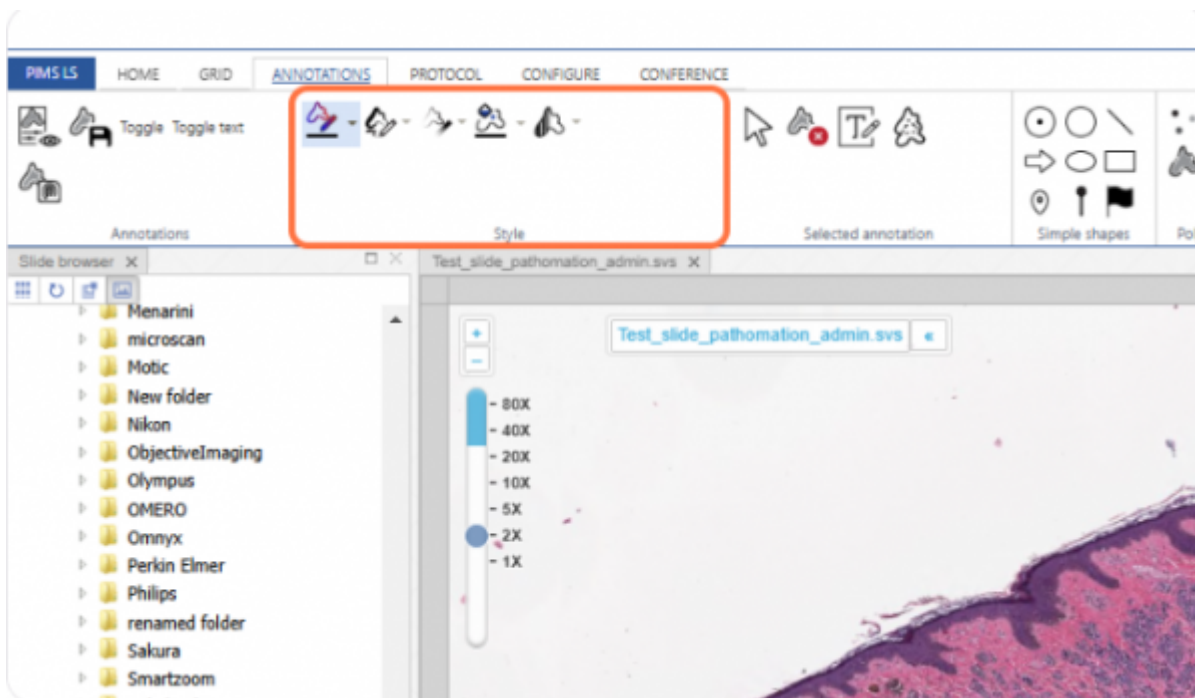 PIMS LS HOME GRID ANNOTATIONS PROTOCOL CONFIGURE CONFERENCE
Toggle Toggle text
Annotations Style Selected annotation Simple shapes
Slide browser Test_slide_pathomation_admin.svs
Menarini
microscan
Motic
New folder
Nikon
ObjectiveImaging
Olympus
OMERO
Omnyx
Perkin Elmer
Philips
renamed folder
Sakura
Smartzoom
Test_slide_pathomation_admin.svs «
80X
40X
20X
10X
5X
2X
1X